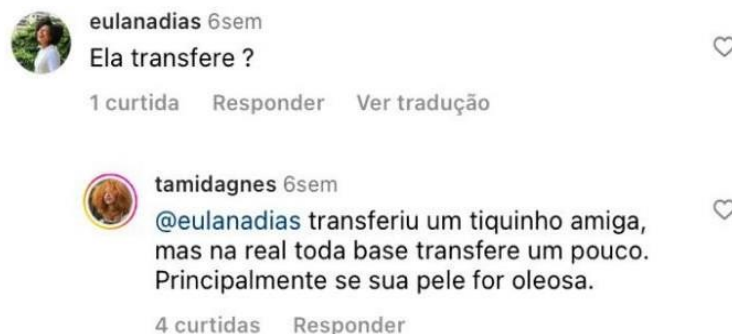 eulanadias 6sem
Ela transfere ?
1 curtida Responder Ver tradução
tamidagnes 6sem
@eulanadias transferiu um tiquinho amiga,
mas na real toda base transfere um pouco.
Principalmente se sua pele for oleosa.
4 curtidas Responder